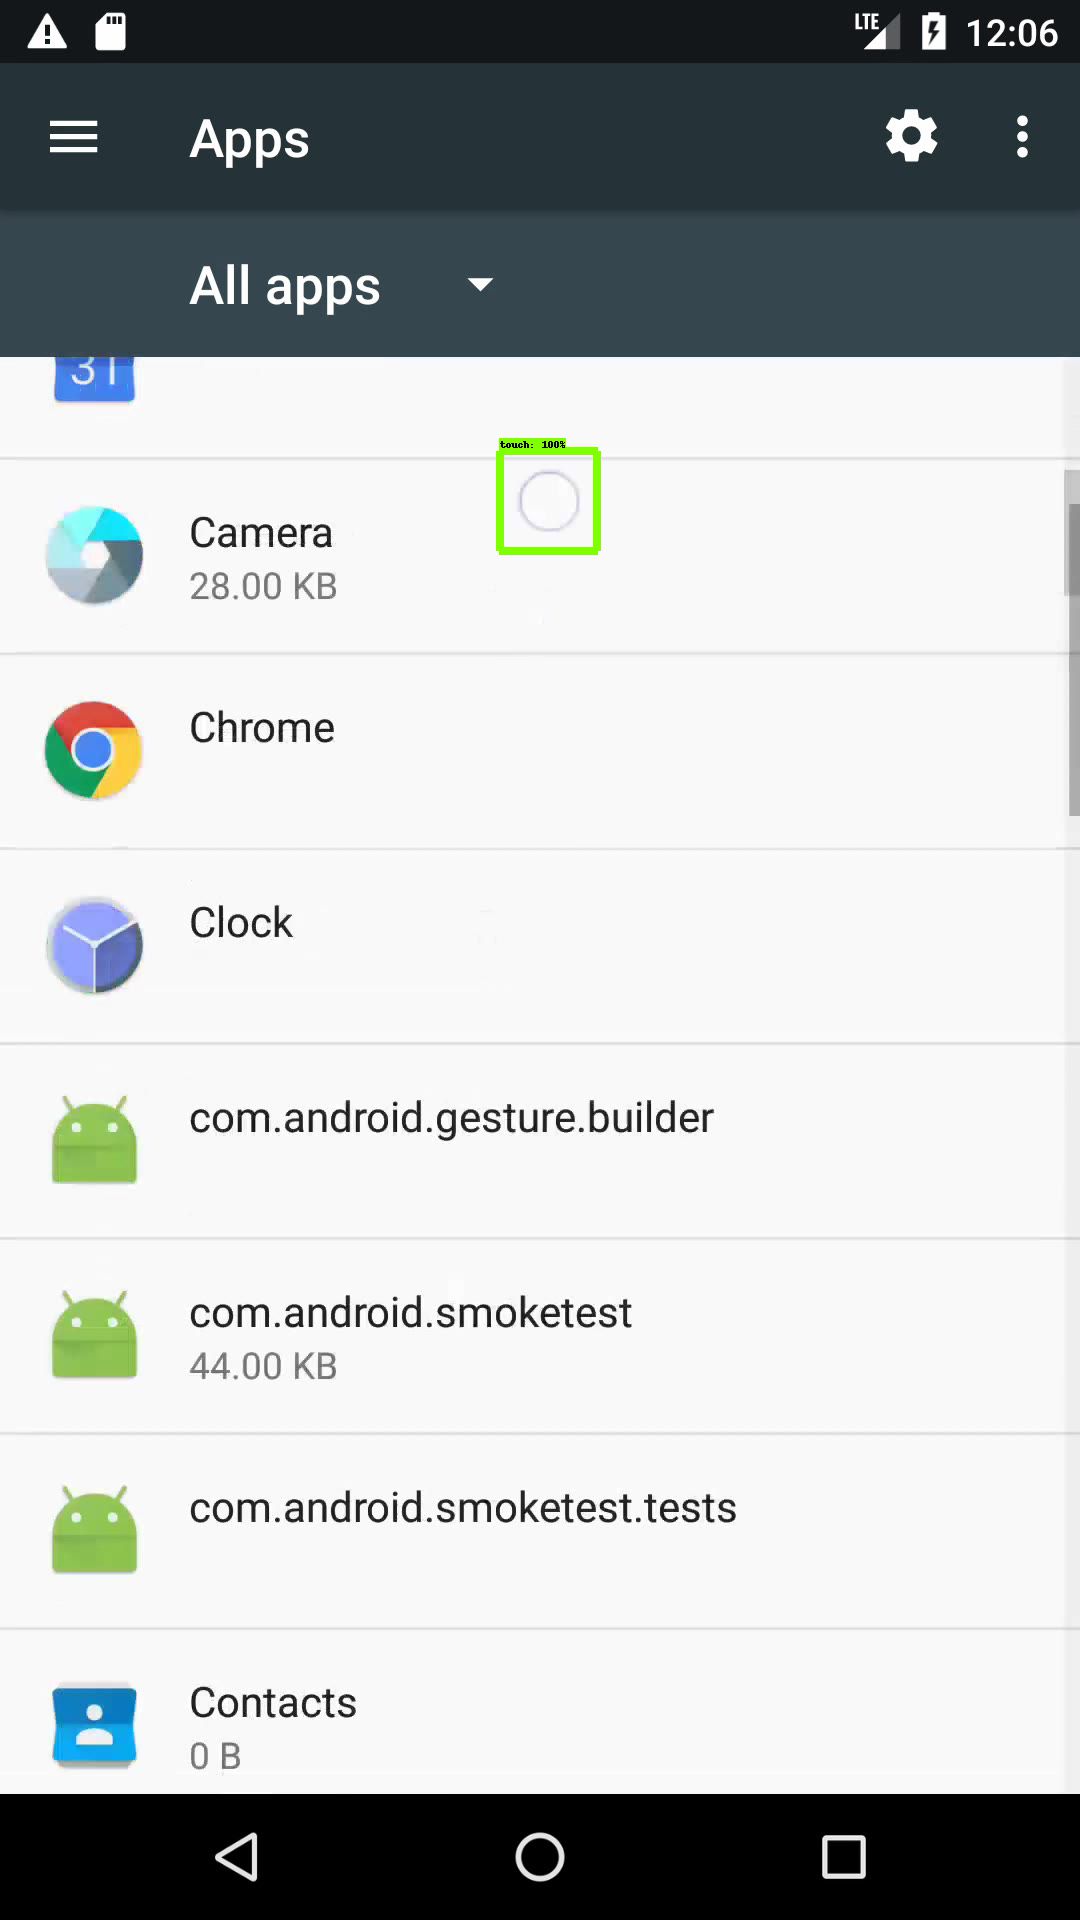 LTE 12:06
Apps
All apps
31
touch: 100%
Camera
28.00 KB
Chrome
Clock
com.android.gesture.builder
com.android.smoketest
44.00 KB
com.android.smoketest.tests
Contacts
0 B